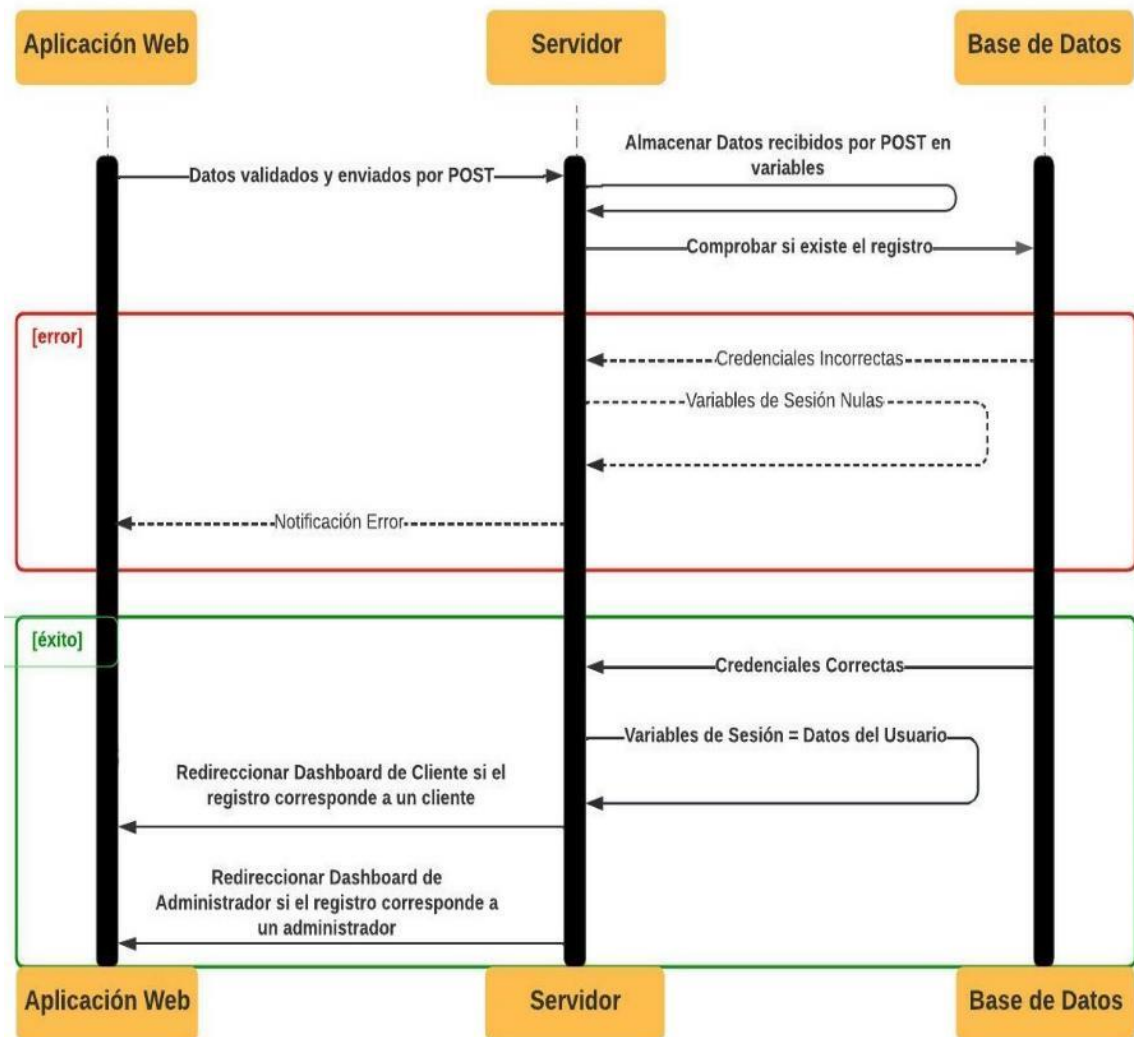 Aplicación Web
Servidor
Base de Datos
Almacenar Datos recibidos por POST en
variables
Datos validados y enviados por POST
Comprobar si existe el registro
[error]
Credenciales Incorrectas
Variables de Sesión Nulas
Notificación Error
[éxito]
Credenciales Correctas
Variables de Sesión = Datos del Usuario
Redireccionar Dashboard de Cliente si el
registro corresponde a un cliente
Redireccionar Dashboard de
Administrador si el registro corresponde a
un administrador
Aplicación Web
Servidor
Base de Datos